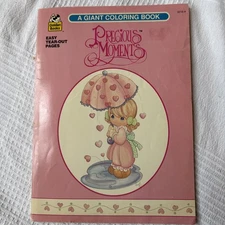 A GIANT COLORING BOOK
EASY
TEAR-OUT
PAGES
PRECIOUS
MOMENTS